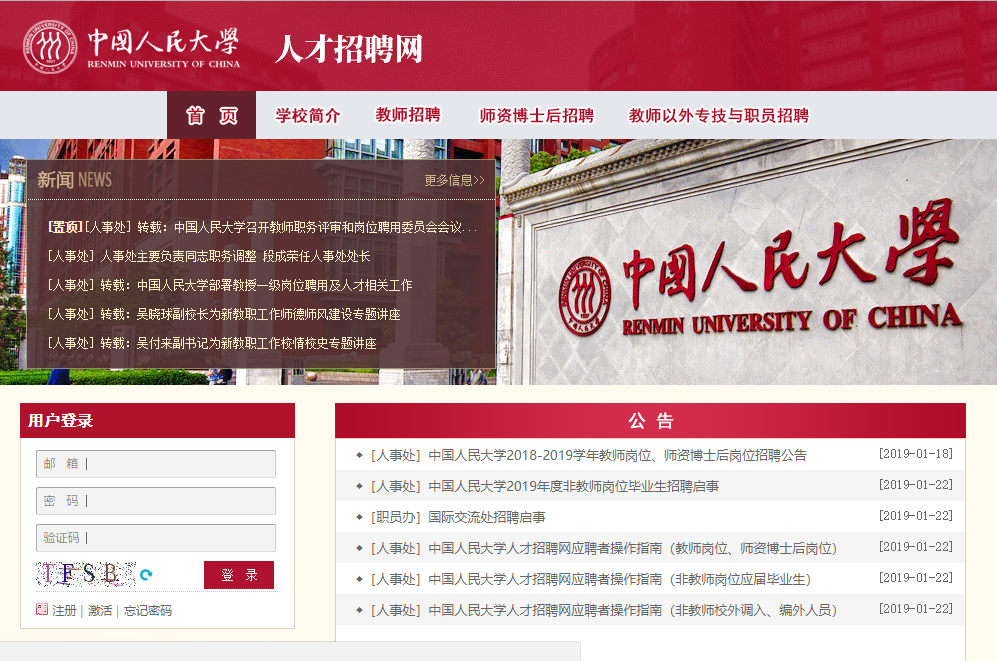 中国人民大学
RENMIN UNIVERSITY OF CHINA
人才招聘网
首 页 学校简介 教师招聘 师资博士后招聘 教师以外专技与职员招聘
新闻 NEWS 更多信息>>
[置顶][人事处] 转载：中国人民大学召开教师职务评审和岗位聘用委员会会议...
[人事处] 人事处主要负责同志职务调整 段成荣任人事处处长
[人事处] 转载：中国人民大学部署教授一级岗位聘用及人才相关工作
[人事处] 转载：吴晓球副校长为新教职工作师德师风建设专题讲座
[人事处] 转载：吴付来副书记为新教职工作校情校史专题讲座
中國人民大學
RENMIN UNIVERSITY OF CHINA
用户登录
邮 箱 |
密 码 |
验证码 |
TFSB
登 录
注册 | 激活 | 忘记密码
公 告
[人事处] 中国人民大学2018-2019学年教师岗位、师资博士后岗位招聘公告 [2019-01-18]
[人事处] 中国人民大学2019年度非教师岗位毕业生招聘启事 [2019-01-22]
[职员办] 国际交流处招聘启事 [2019-01-22]
[人事处] 中国人民大学人才招聘网应聘者操作指南（教师岗位、师资博士后岗位） [2019-01-22]
[人事处] 中国人民大学人才招聘网应聘者操作指南（非教师岗位应届毕业生） [2019-01-22]
[人事处] 中国人民大学人才招聘网应聘者操作指南（非教师校外调入、编外人员） [2019-01-22]